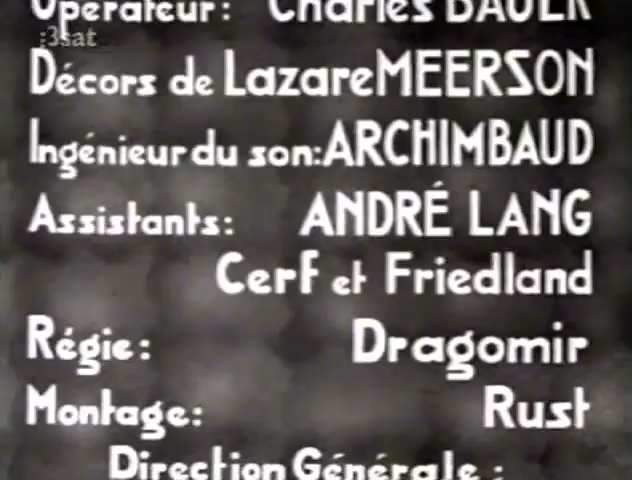 Opérateur: Charles BAUER
:3sat
Décors de Lazare MEERSON
Ingénieur du son: ARCHIMBAUD
Assistants: ANDRÉ LANG
Cerf et Friedland
Régie: Dragomir
Montage: Rust
Direction Générale: